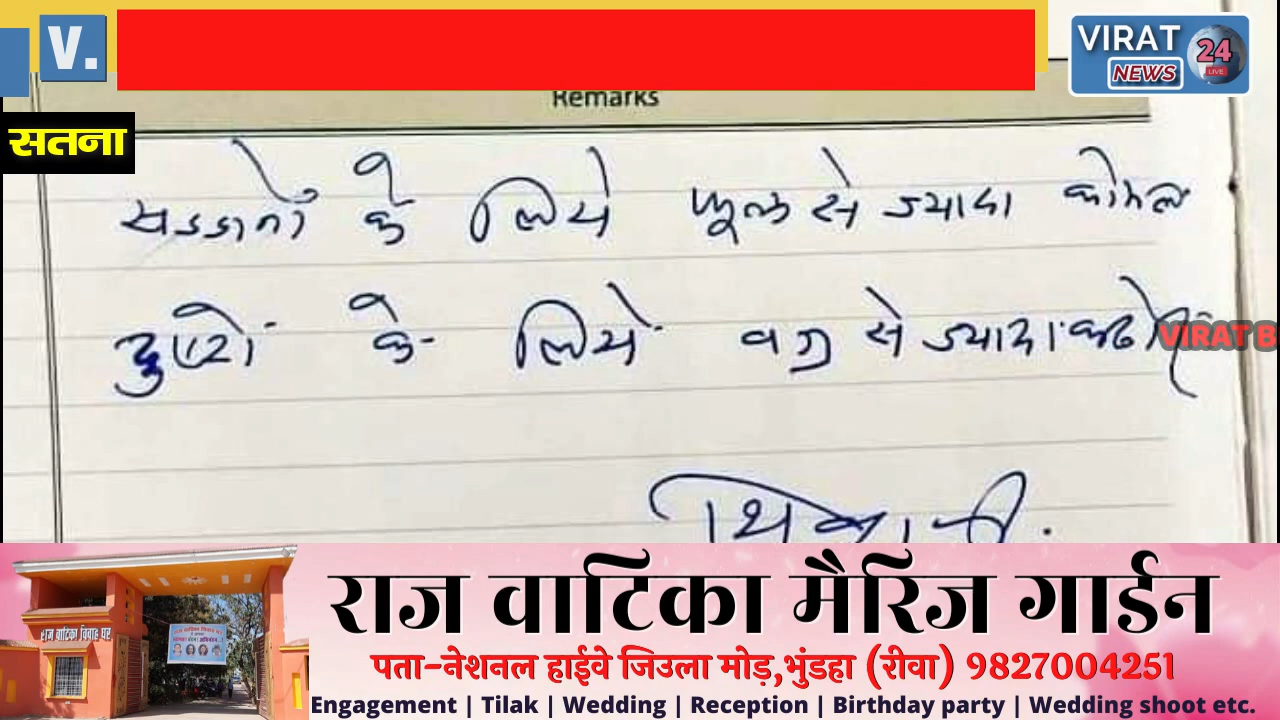 V.
VIRAT
24
NEWS
LIVE
Remarks
सतना
सज्जनों के लिये फूल से ज्यादा कोमल
दुष्टों के लिये वज्र से ज्यादा कठोर
VIRAT B
राज वाटिका विवाह घर
राज वाटिका मैरिज गार्डन
पता-नेशनल हाईवे जिउला मोड़,भुंडहा (रीवा) 9827004251
Engagement | Tilak | Wedding | Reception | Birthday party | Wedding shoot etc.